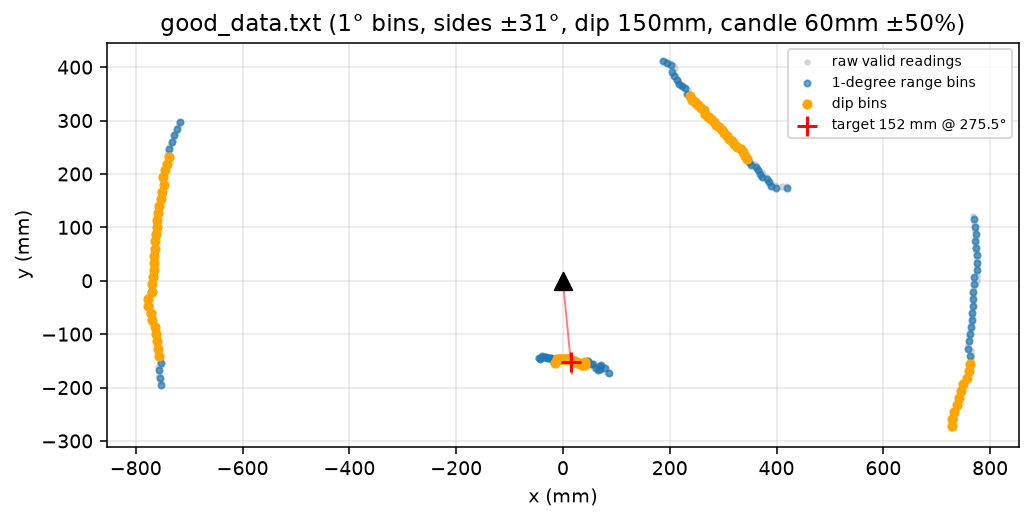 good_data.txt (1° bins, sides ±31°, dip 150mm, candle 60mm ±50%)
raw valid readings
1-degree range bins
dip bins
target 152 mm @ 275.5°
y (mm)
400
300
200
100
0
−100
−200
−300
−800 −600 −400 −200 0 200 400 600 800
x (mm)